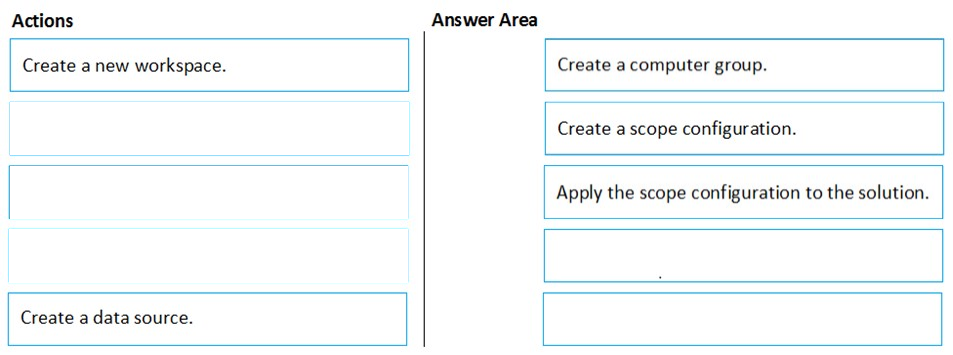 Actions
Answer Area
Create a new workspace.
Create a computer group.
Create a scope configuration.
Apply the scope configuration to the solution.
Create a data source.